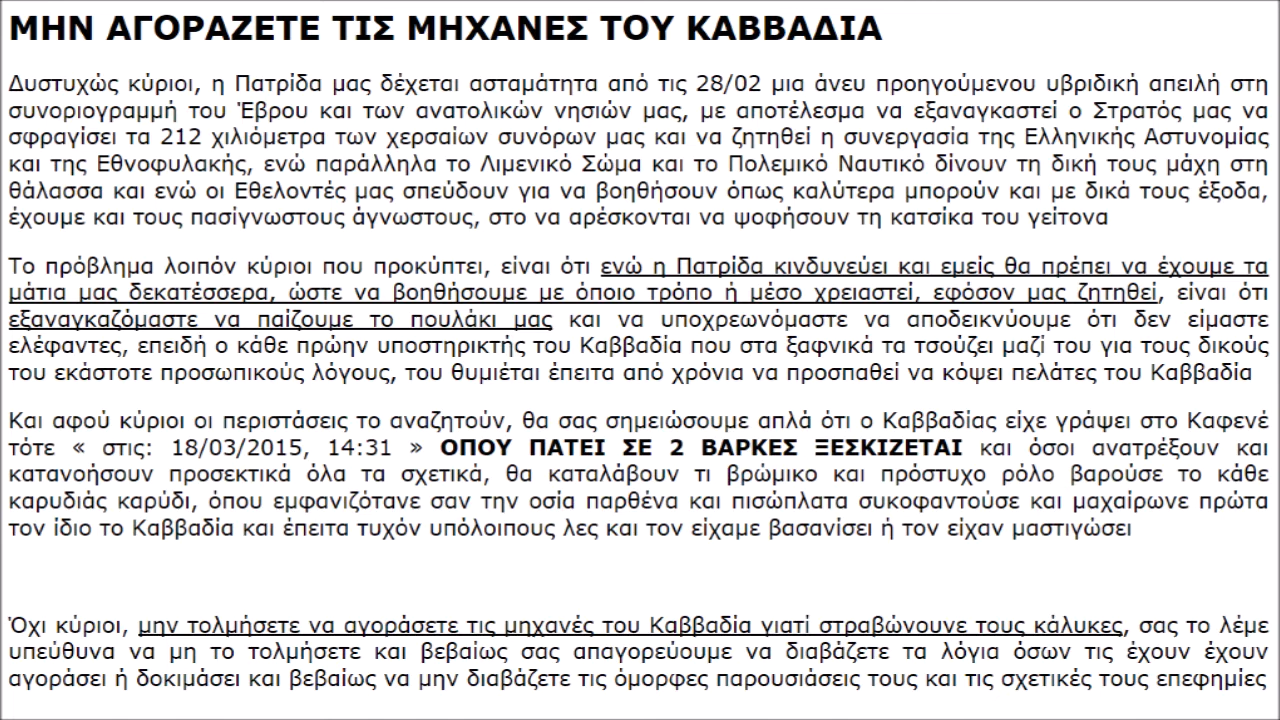 ΜΗΝ ΑΓΟΡΑΖΕΤΕ ΤΙΣ ΜΗΧΑΝΕΣ ΤΟΥ ΚΑΒΒΑΔΙΑ
Δυστυχώς κύριοι, η Πατρίδα μας δέχεται ασταμάτητα από τις 28/02 μια άνευ προηγούμενου υβριδική απειλή στη
συνοριογραμμή του Έβρου και των ανατολικών νησιών μας, με αποτέλεσμα να εξαναγκαστεί ο Στρατός μας να
σφραγίσει τα 212 χιλιόμετρα των χερσαίων συνόρων μας και να ζητηθεί η συνεργασία της Ελληνικής Αστυνομίας
και της Εθνοφυλακής, ενώ παράλληλα το Λιμενικό Σώμα και το Πολεμικό Ναυτικό δίνουν τη δική τους μάχη στη
θάλασσα και ενώ οι Εθελοντές μας σπεύδουν για να βοηθήσουν όπως καλύτερα μπορούν και με δικά τους έξοδα,
έχουμε και τους πασίγνωστους άγνωστους, στο να αρέσκονται να ψοφήσουν τη κατσίκα του γείτονα
Το πρόβλημα λοιπόν κύριοι που προκύπτει, είναι ότι ενώ η Πατρίδα κινδυνεύει και εμείς θα πρέπει να έχουμε τα
μάτια μας δεκατέσσερα, ώστε να βοηθήσουμε με όποιο τρόπο ή μέσο χρειαστεί, εφόσον μας ζητηθεί, είναι ότι
εξαναγκαζόμαστε να παίζουμε το πουλάκι μας και να υποχρεωνόμαστε να αποδεικνύουμε ότι δεν είμαστε
ελέφαντες, επειδή ο κάθε πρώην υποστηρικτής του Καββαδία που στα ξαφνικά τα τσούζει μαζί του για τους δικούς
του εκάστοτε προσωπικούς λόγους, του θυμιέται έπειτα από χρόνια να προσπαθεί να κόψει πελάτες του Καββαδία
Και αφού κύριοι οι περιστάσεις το αναζητούν, θα σας σημειώσουμε απλά ότι ο Καββαδίας είχε γράψει στο Καφενέ
τότε « στις: 18/03/2015, 14:31 » ΟΠΟΥ ΠΑΤΕΙ ΣΕ 2 ΒΑΡΚΕΣ ΞΕΣΚΙΖΕΤΑΙ και όσοι ανατρέξουν και
κατανοήσουν προσεκτικά όλα τα σχετικά, θα καταλάβουν τι βρώμικο και πρόστυχο ρόλο βαρούσε το κάθε
καρυδιάς καρύδι, όπου εμφανιζότανε σαν την οσία παρθένα και πισώπλατα συκοφαντούσε και μαχαίρωνε πρώτα
τον ίδιο το Καββαδία και έπειτα τυχόν υπόλοιπους λες και τον είχαμε βασανίσει ή τον είχαν μαστιγώσει
Όχι κύριοι, μην τολμήσετε να αγοράσετε τις μηχανές του Καββαδία γιατί στραβώνουνε τους κάλυκες, σας το λέμε
υπεύθυνα να μη το τολμήσετε και βεβαίως σας απαγορεύουμε να διαβάζετε τα λόγια όσων τις έχουν έχουν
αγοράσει ή δοκιμάσει και βεβαίως να μην διαβάζετε τις όμορφες παρουσιάσεις τους και τις σχετικές τους επεφημίες